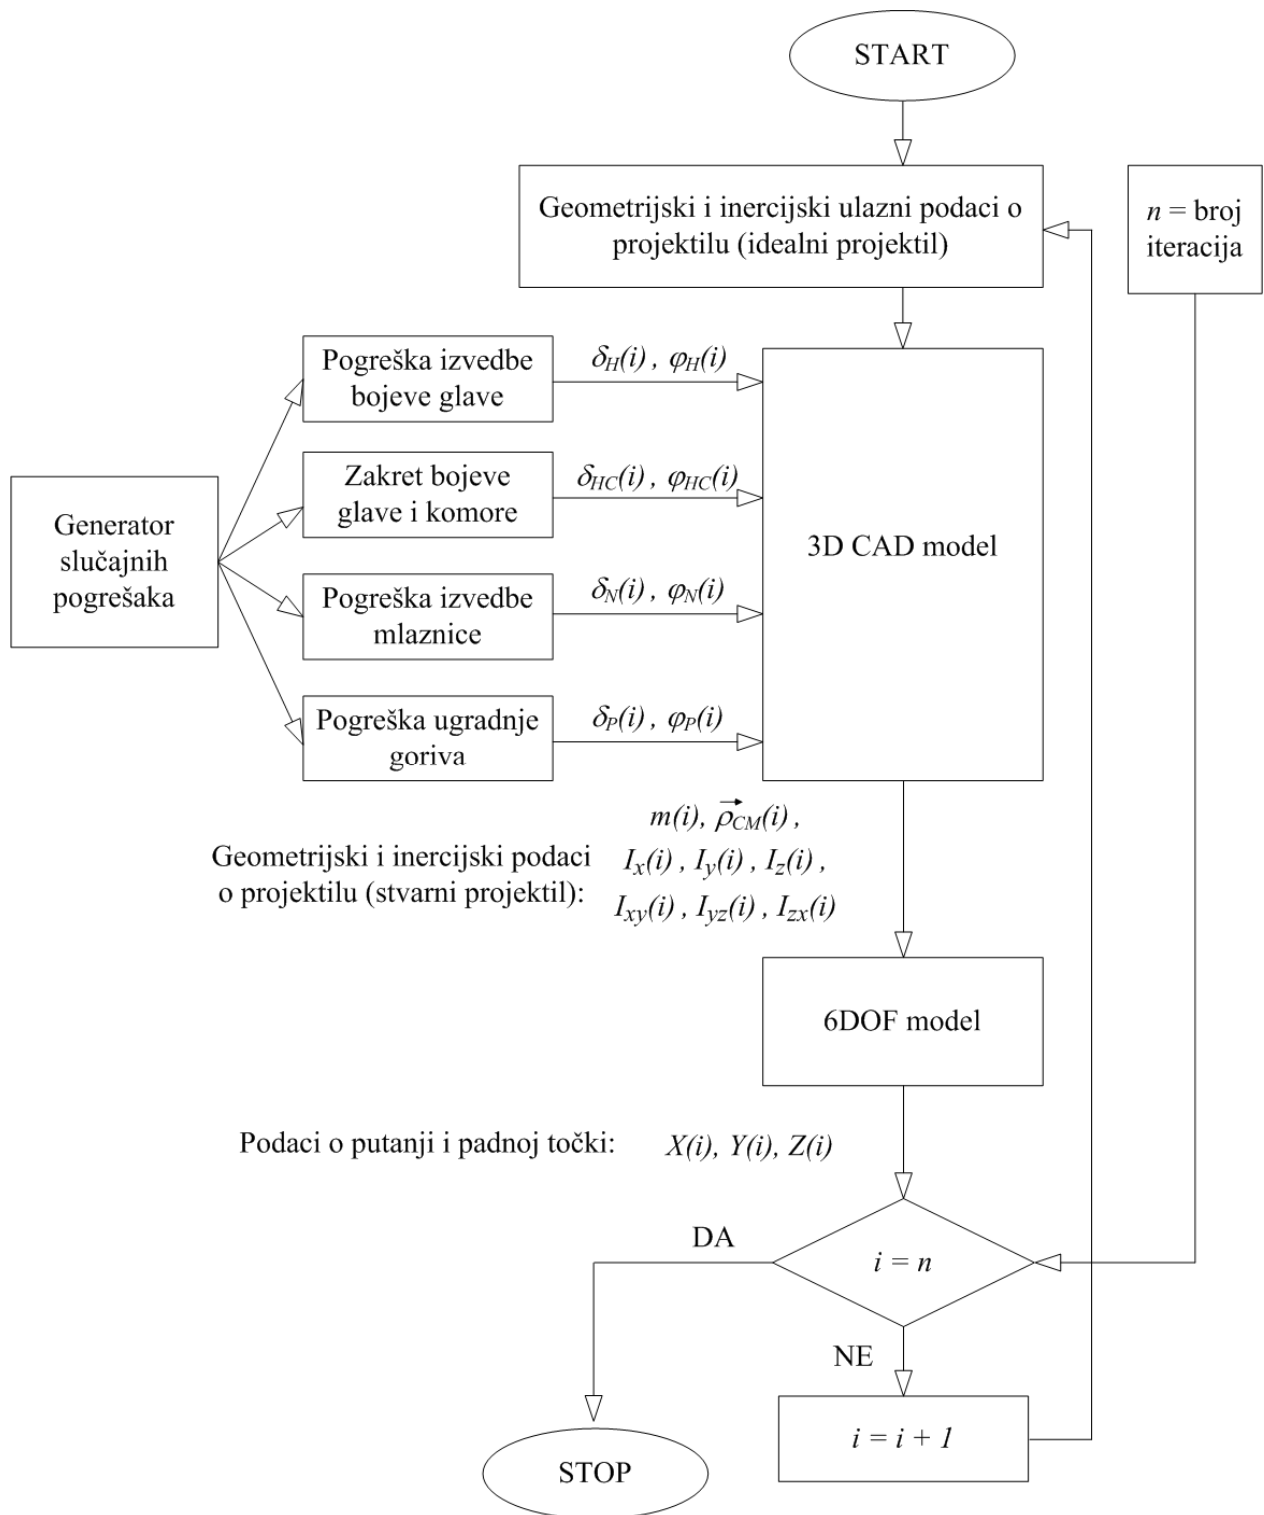 START
Geometrijski i inercijski ulazni podaci o
projektilu (idealni projektil)
n = broj
iteracija
Pogreška izvedbe
bojeve glave
δH(i) , φH(i)
Zakret bojeve
glave i komore
δHC(i) , φHC(i)
Generator
slučajnih
pogrešaka
3D CAD model
Pogreška izvedbe
mlaznice
δN(i) , φN(i)
Pogreška ugradnje
goriva
δP(i) , φP(i)
Geometrijski i inercijski podaci
o projektilu (stvarni projektil):
m(i), ρ⃗CM(i) ,
Ix(i) , Iy(i) , Iz(i) ,
Ixy(i) , Iyz(i) , Izx(i)
6DOF model
Podaci o putanji i padnoj točki:
X(i), Y(i), Z(i)
DA
i = n
NE
i = i + 1
STOP